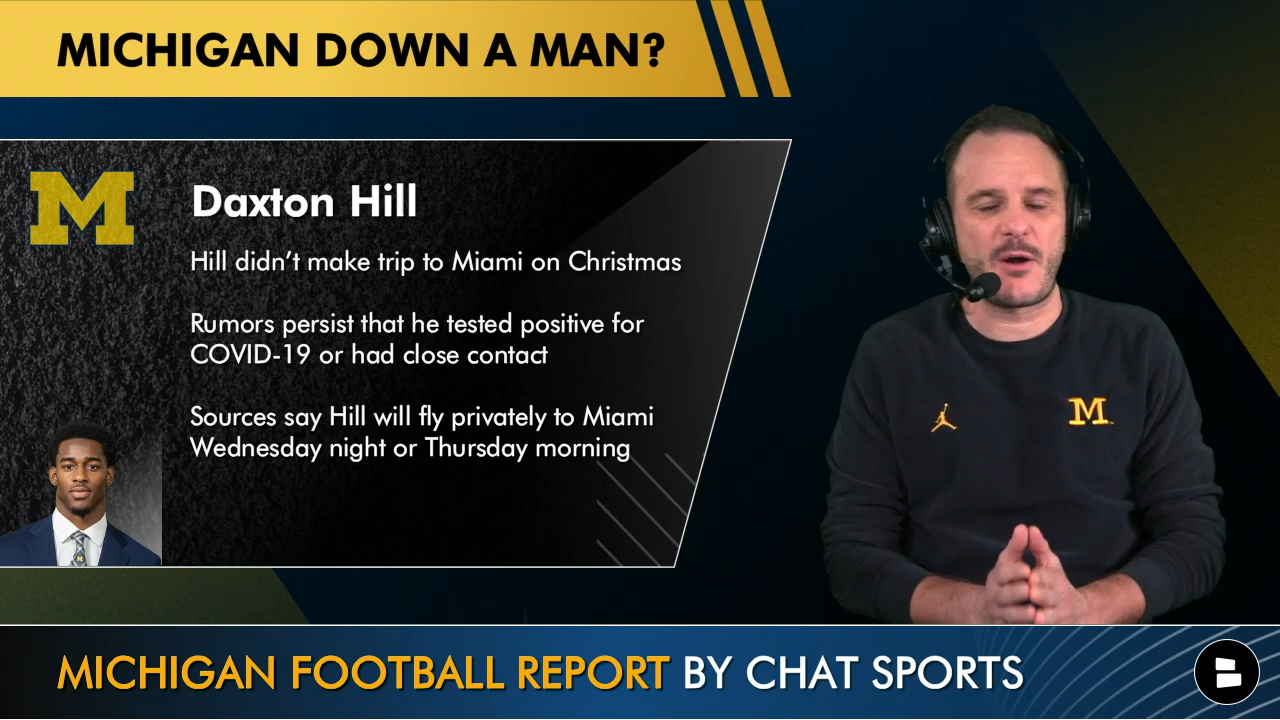 MICHIGAN DOWN A MAN?
M
Daxton Hill
Hill didn’t make trip to Miami on Christmas
Rumors persist that he tested positive for
COVID-19 or had close contact
Sources say Hill will fly privately to Miami
Wednesday night or Thursday morning
M
MICHIGAN FOOTBALL REPORT BY CHAT SPORTS